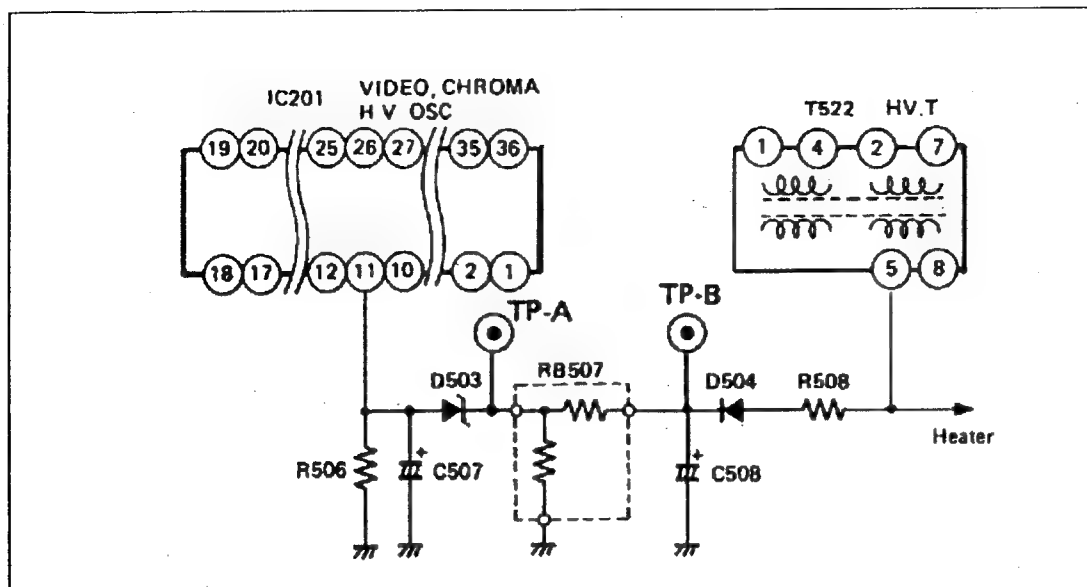 IC201
VIDEO, CHROMA
H V OSC
T522 HV.T
19 20 25 26 27 35 36
1 4 2 7
18 17 12 11 10 2 1
5 8
TP-A
TP-B
D503
RB507
D504
R508
Heater
R506
+
C507
+
C508